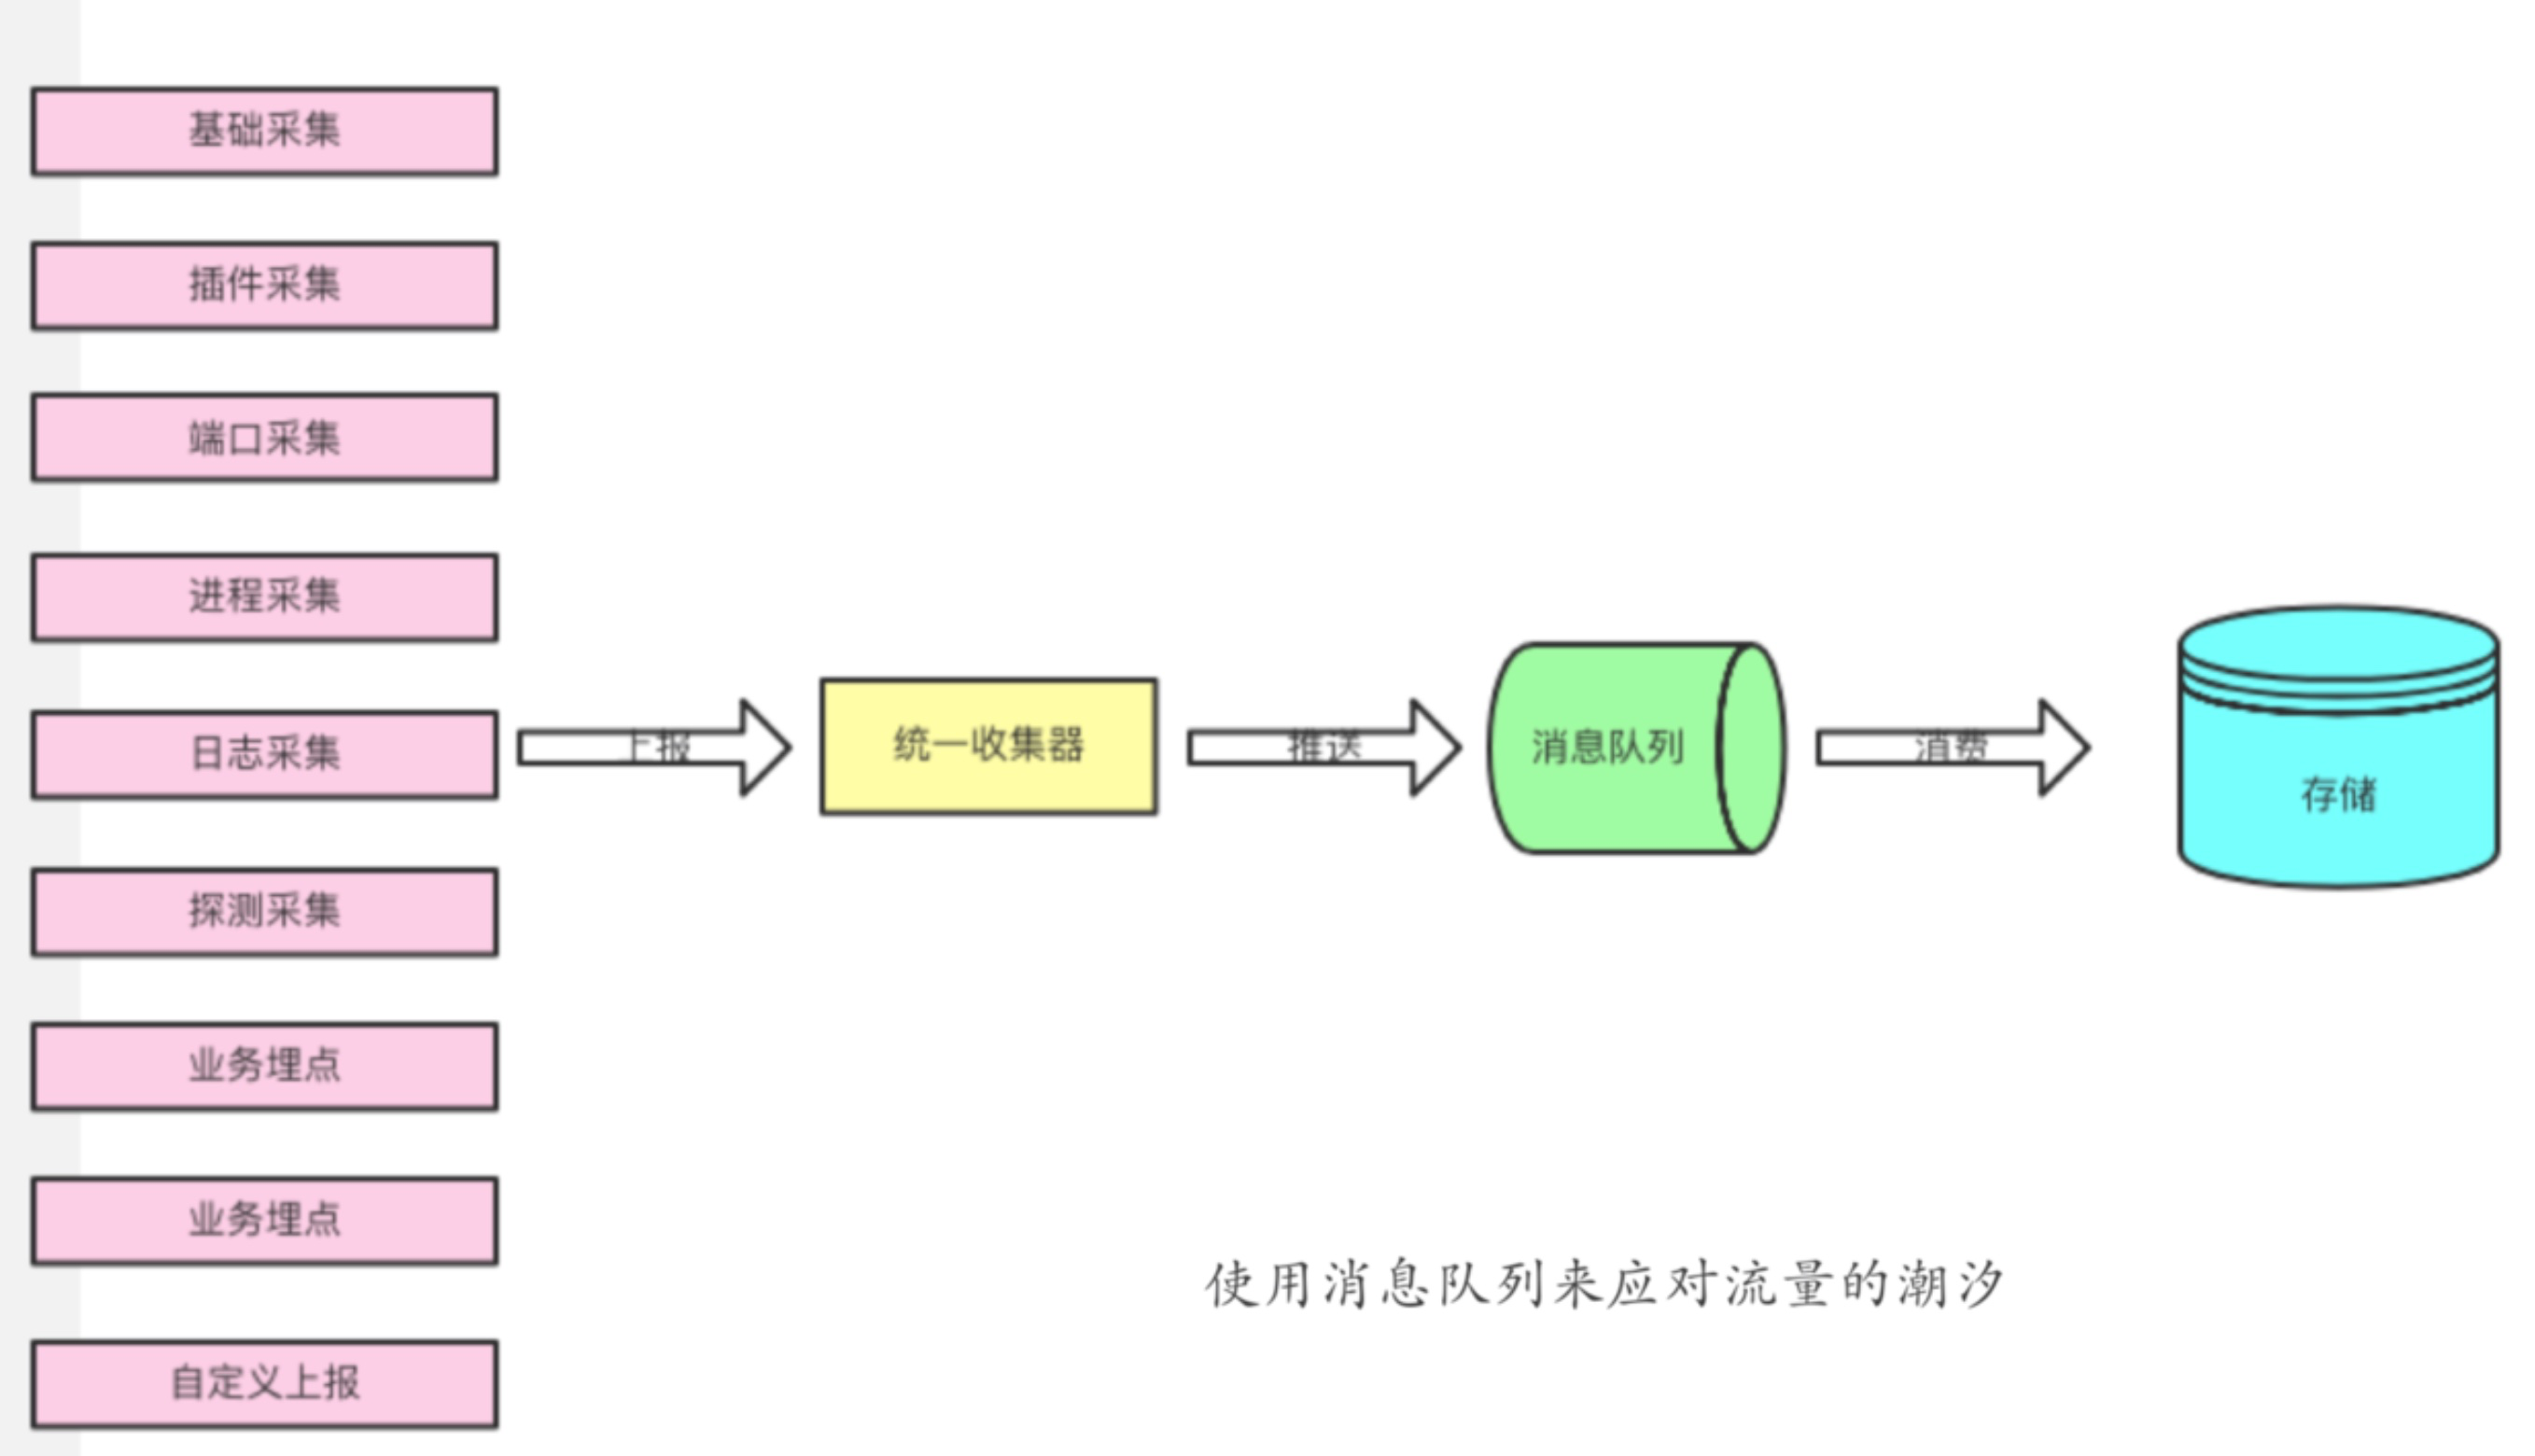 基础采集
插件采集
端口采集
进程采集
日志采集
上报
统一收集器
推送
消息队列
消费
存储
探测采集
业务埋点
业务埋点
使用消息队列来应对流量的潮汐
自定义上报